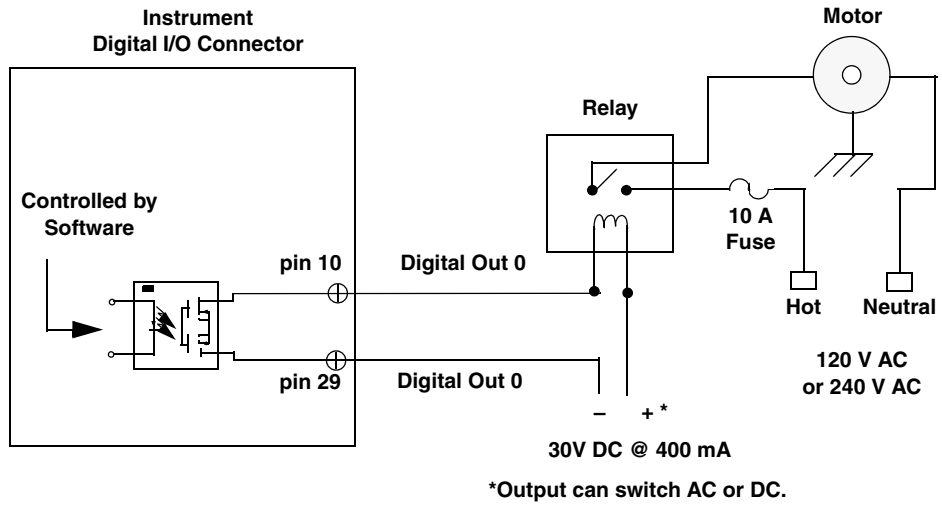 Instrument
Digital I/O Connector
Motor
Relay
Controlled by
Software
10 A
Fuse
pin 10
Digital Out 0
Hot
Neutral
pin 29
Digital Out 0
120 V AC
or 240 V AC
– + *
30V DC @ 400 mA
*Output can switch AC or DC.